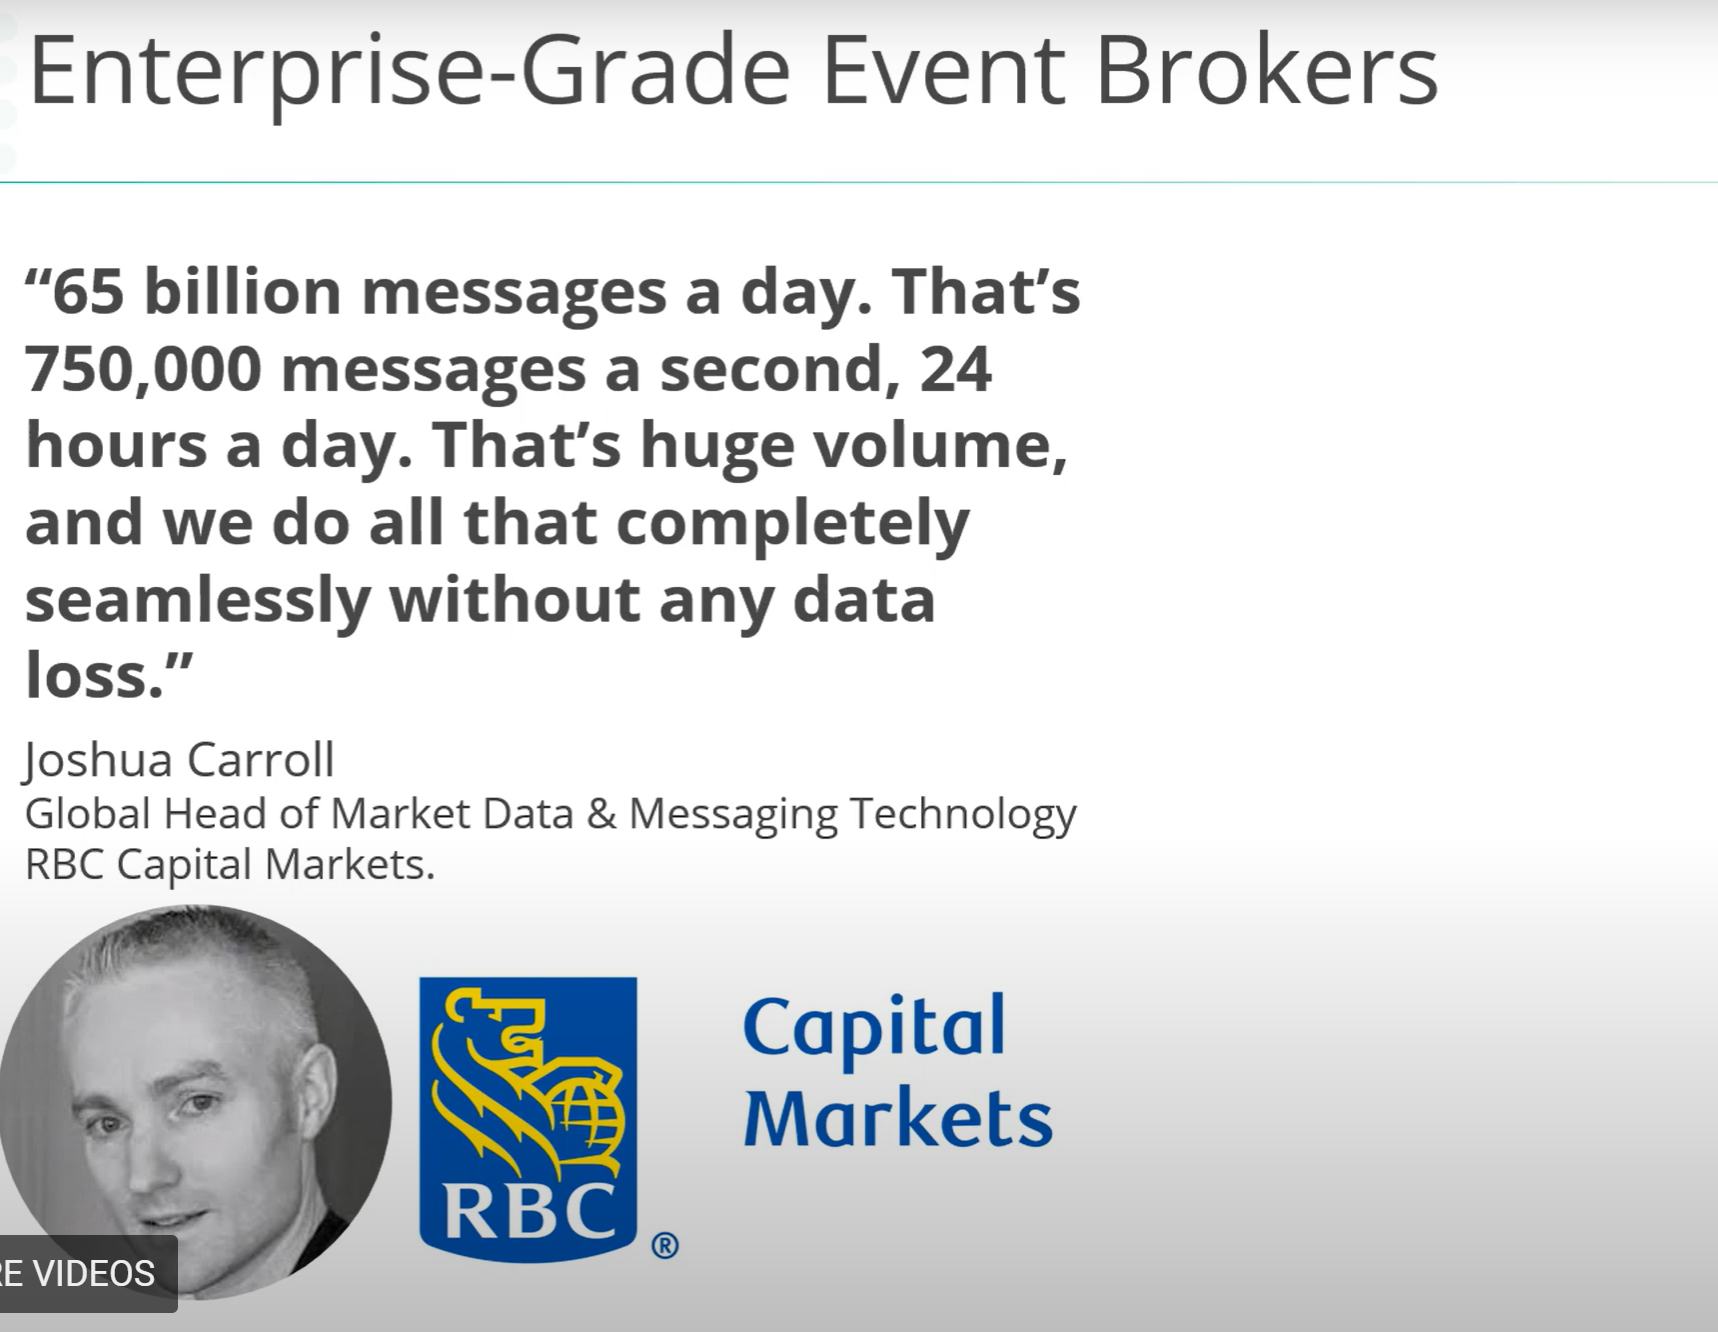 Enterprise-Grade Event Brokers
“65 billion messages a day. That’s
750,000 messages a second, 24
hours a day. That’s huge volume,
and we do all that completely
seamlessly without any data
loss.”
Joshua Carroll
Global Head of Market Data & Messaging Technology
RBC Capital Markets.
RBC
®
Capital
Markets
RE VIDEOS